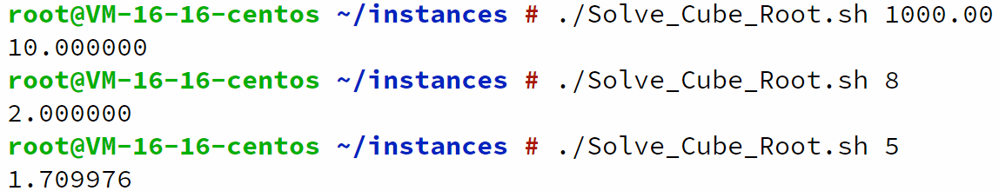 root@VM-16-16-centos ~/instances # ./Solve_Cube_Root.sh 1000.00
10.000000
root@VM-16-16-centos ~/instances # ./Solve_Cube_Root.sh 8
2.000000
root@VM-16-16-centos ~/instances # ./Solve_Cube_Root.sh 5
1.709976